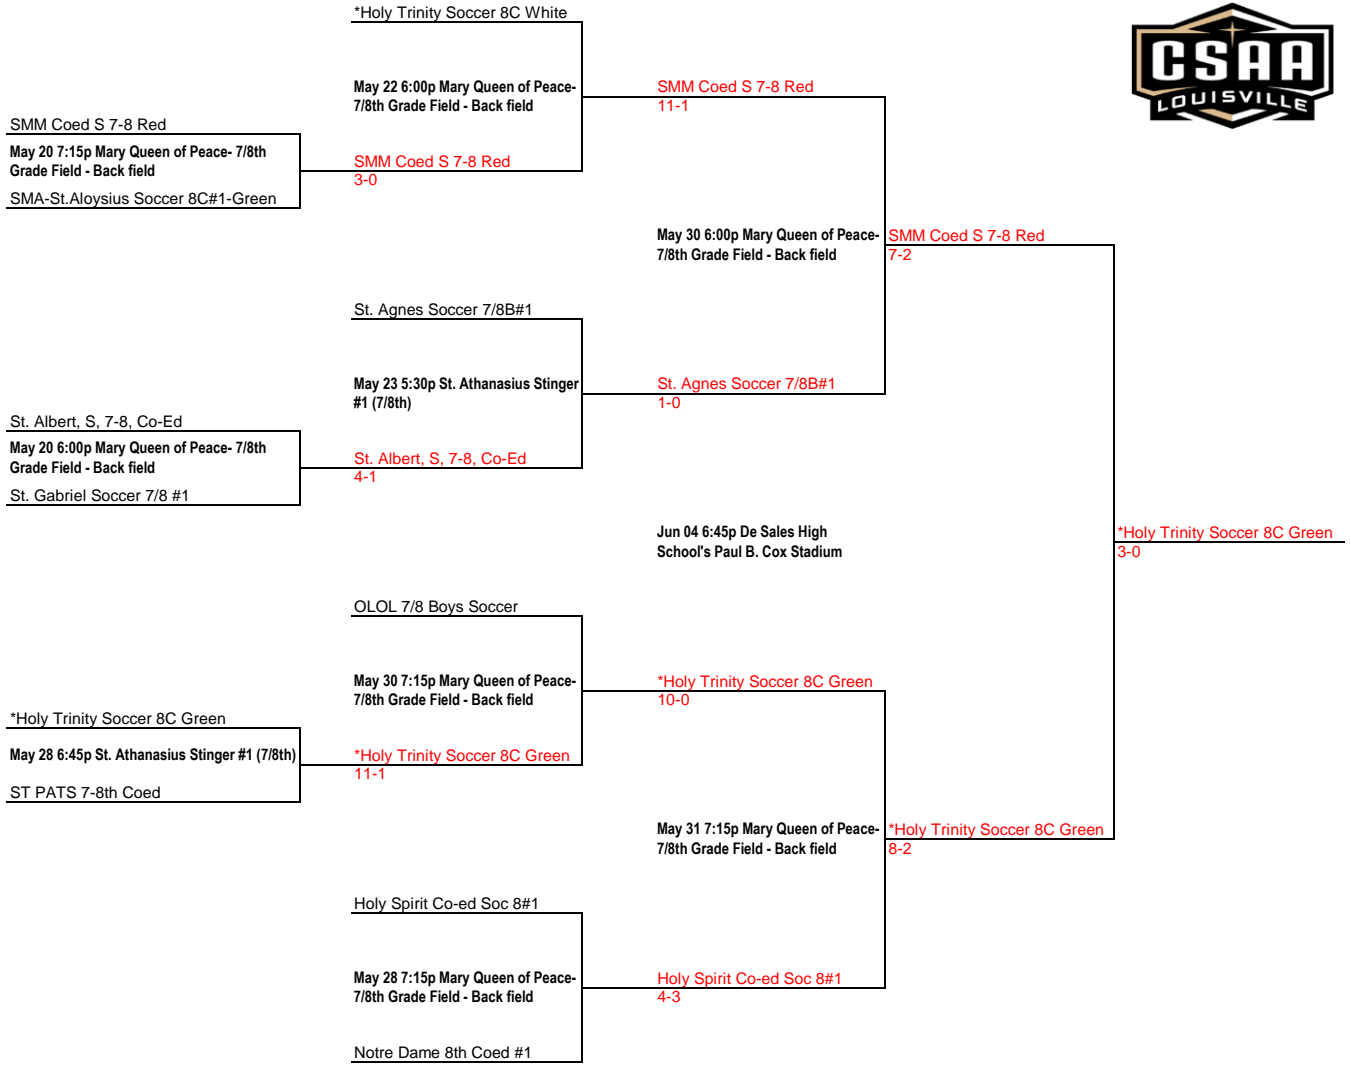 *Holy Trinity Soccer 8C White
CSAA
LOUISVILLE
May 22 6:00p Mary Queen of Peace-
7/8th Grade Field - Back field
SMM Coed S 7-8 Red
11-1
SMM Coed S 7-8 Red
May 20 7:15p Mary Queen of Peace- 7/8th
Grade Field - Back field
SMM Coed S 7-8 Red
3-0
SMA-St.Aloysius Soccer 8C#1-Green
May 30 6:00p Mary Queen of Peace-
7/8th Grade Field - Back field
SMM Coed S 7-8 Red
7-2
St. Agnes Soccer 7/8B#1
May 23 5:30p St. Athanasius Stinger
#1 (7/8th)
St. Agnes Soccer 7/8B#1
1-0
St. Albert, S, 7-8, Co-Ed
May 20 6:00p Mary Queen of Peace- 7/8th
Grade Field - Back field
St. Albert, S, 7-8, Co-Ed
4-1
St. Gabriel Soccer 7/8 #1
Jun 04 6:45p De Sales High
School's Paul B. Cox Stadium
*Holy Trinity Soccer 8C Green
3-0
OLOL 7/8 Boys Soccer
May 30 7:15p Mary Queen of Peace-
7/8th Grade Field - Back field
*Holy Trinity Soccer 8C Green
10-0
*Holy Trinity Soccer 8C Green
May 28 6:45p St. Athanasius Stinger #1 (7/8th)
*Holy Trinity Soccer 8C Green
11-1
ST PATS 7-8th Coed
May 31 7:15p Mary Queen of Peace-
7/8th Grade Field - Back field
*Holy Trinity Soccer 8C Green
8-2
Holy Spirit Co-ed Soc 8#1
May 28 7:15p Mary Queen of Peace-
7/8th Grade Field - Back field
Holy Spirit Co-ed Soc 8#1
4-3
Notre Dame 8th Coed #1